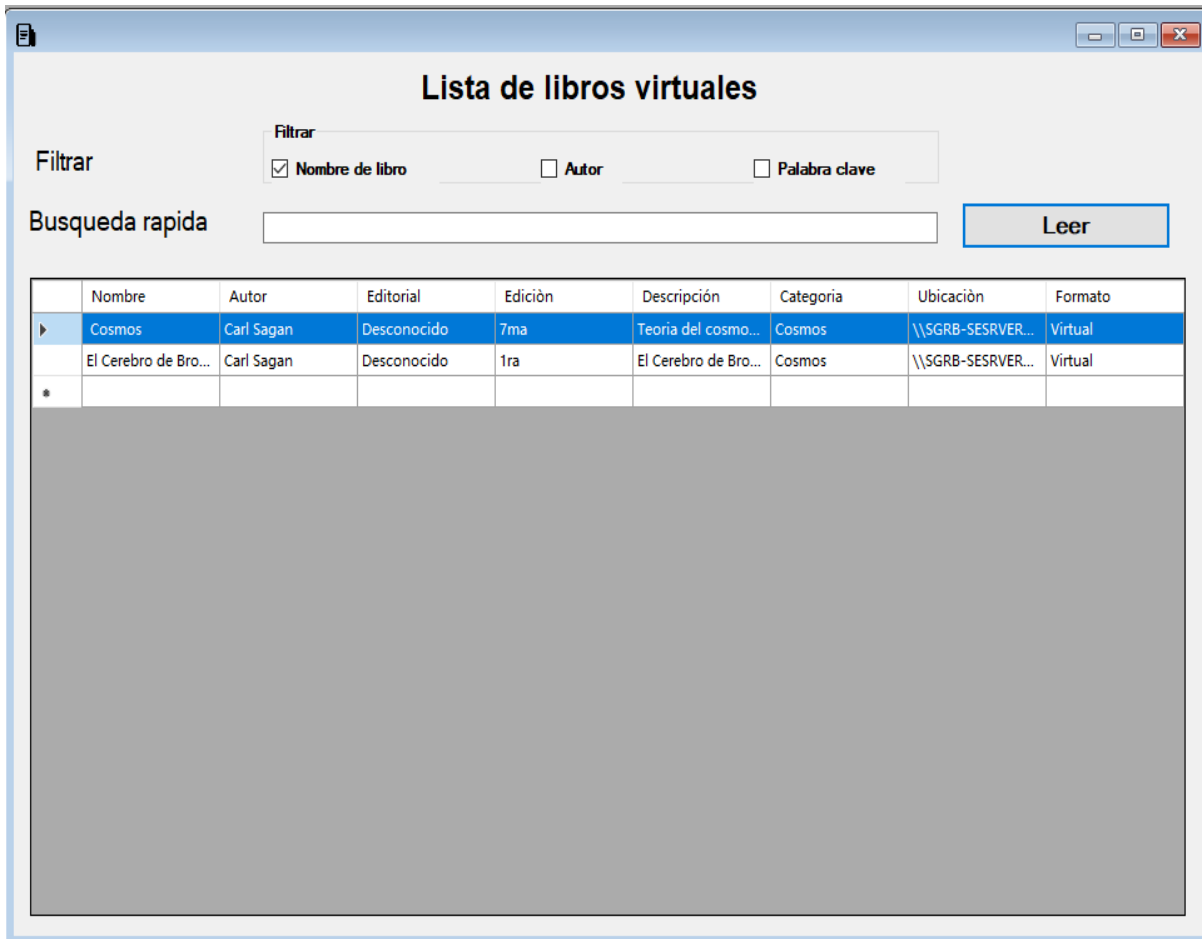 Lista de libros virtuales
Filtrar
Filtrar
Nombre de libro Autor Palabra clave
Busqueda rapida Leer
Nombre Autor Editorial Ediciòn Descripción Categoria Ubicaciòn Formato
Cosmos Carl Sagan Desconocido 7ma Teoria del cosmo... Cosmos \\SGRB-SESRVER... Virtual
El Cerebro de Bro... Carl Sagan Desconocido 1ra El Cerebro de Bro... Cosmos \\SGRB-SESRVER... Virtual